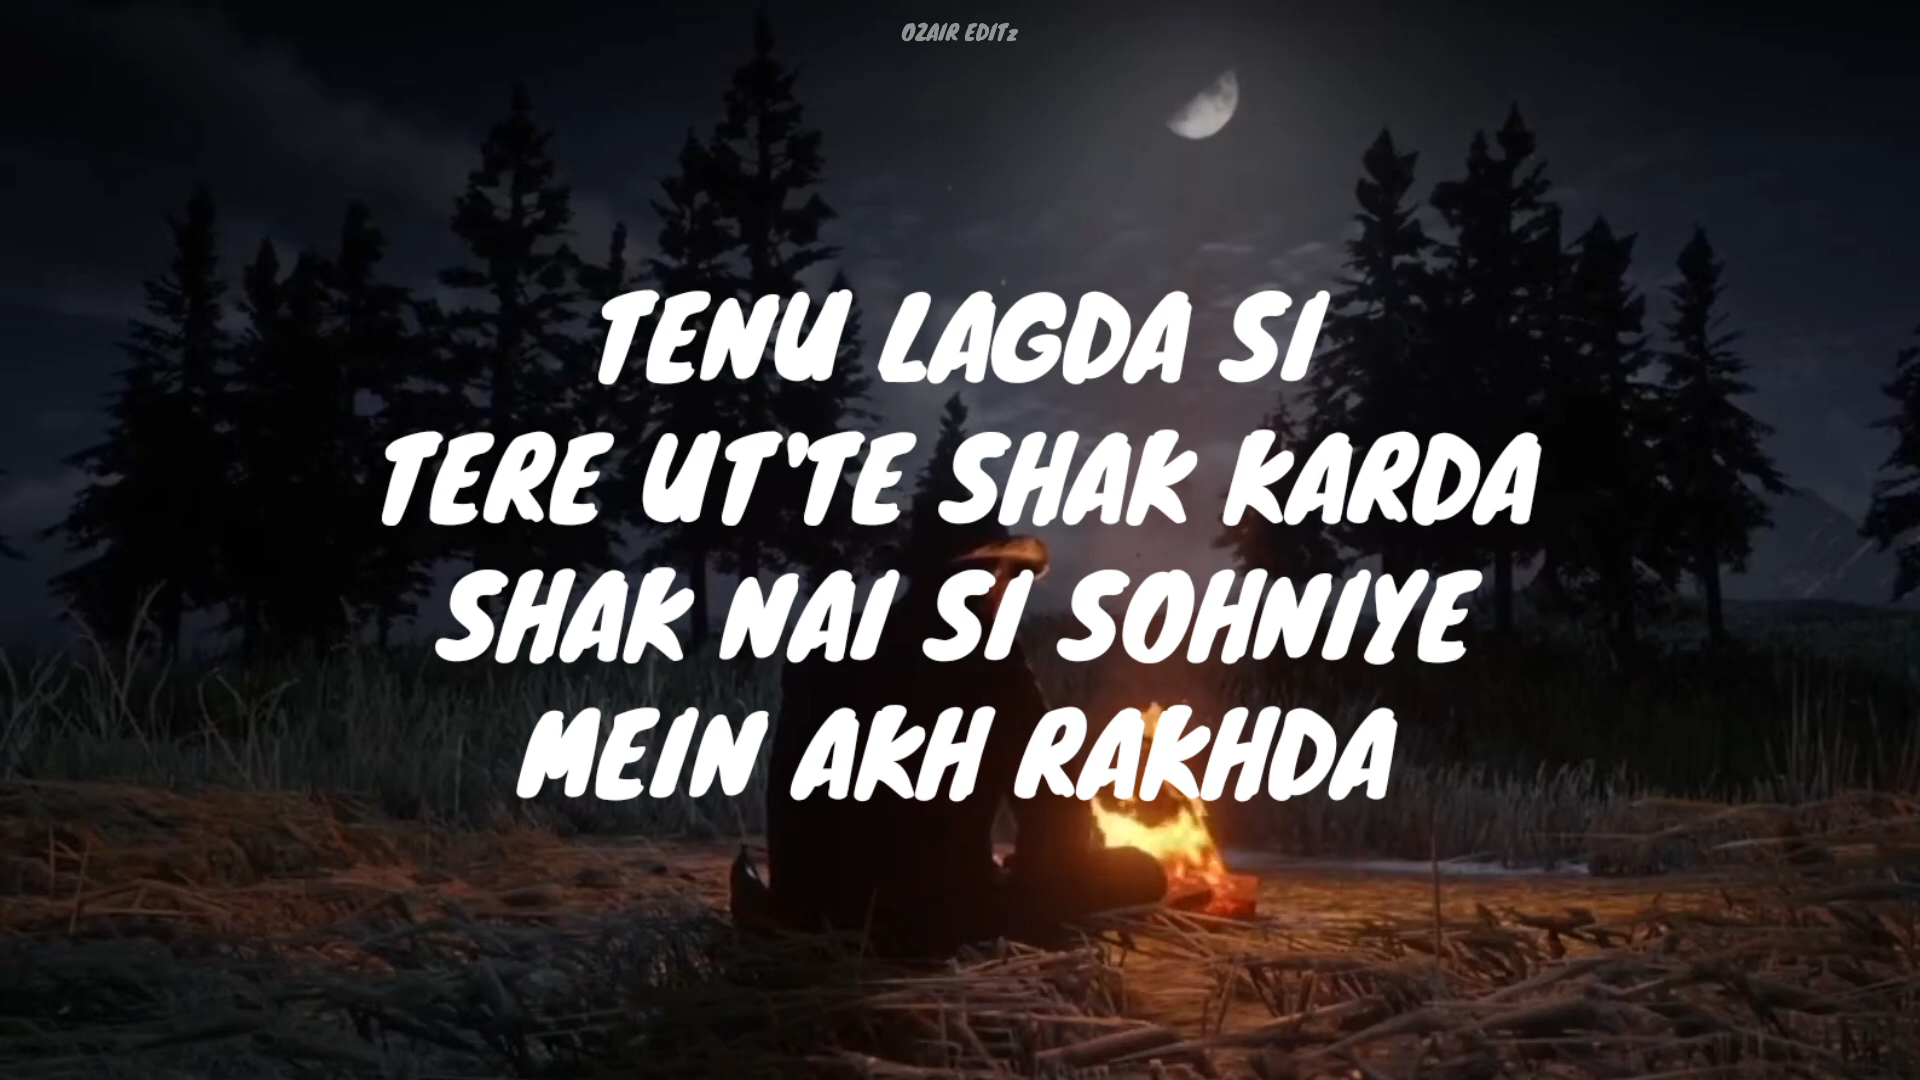 OZAIR EDITz
TENU LAGDA SI
TERE UT'TE SHAK KARDA
SHAK NAI SI SOHNIYE
MEIN AKH RAKHDA